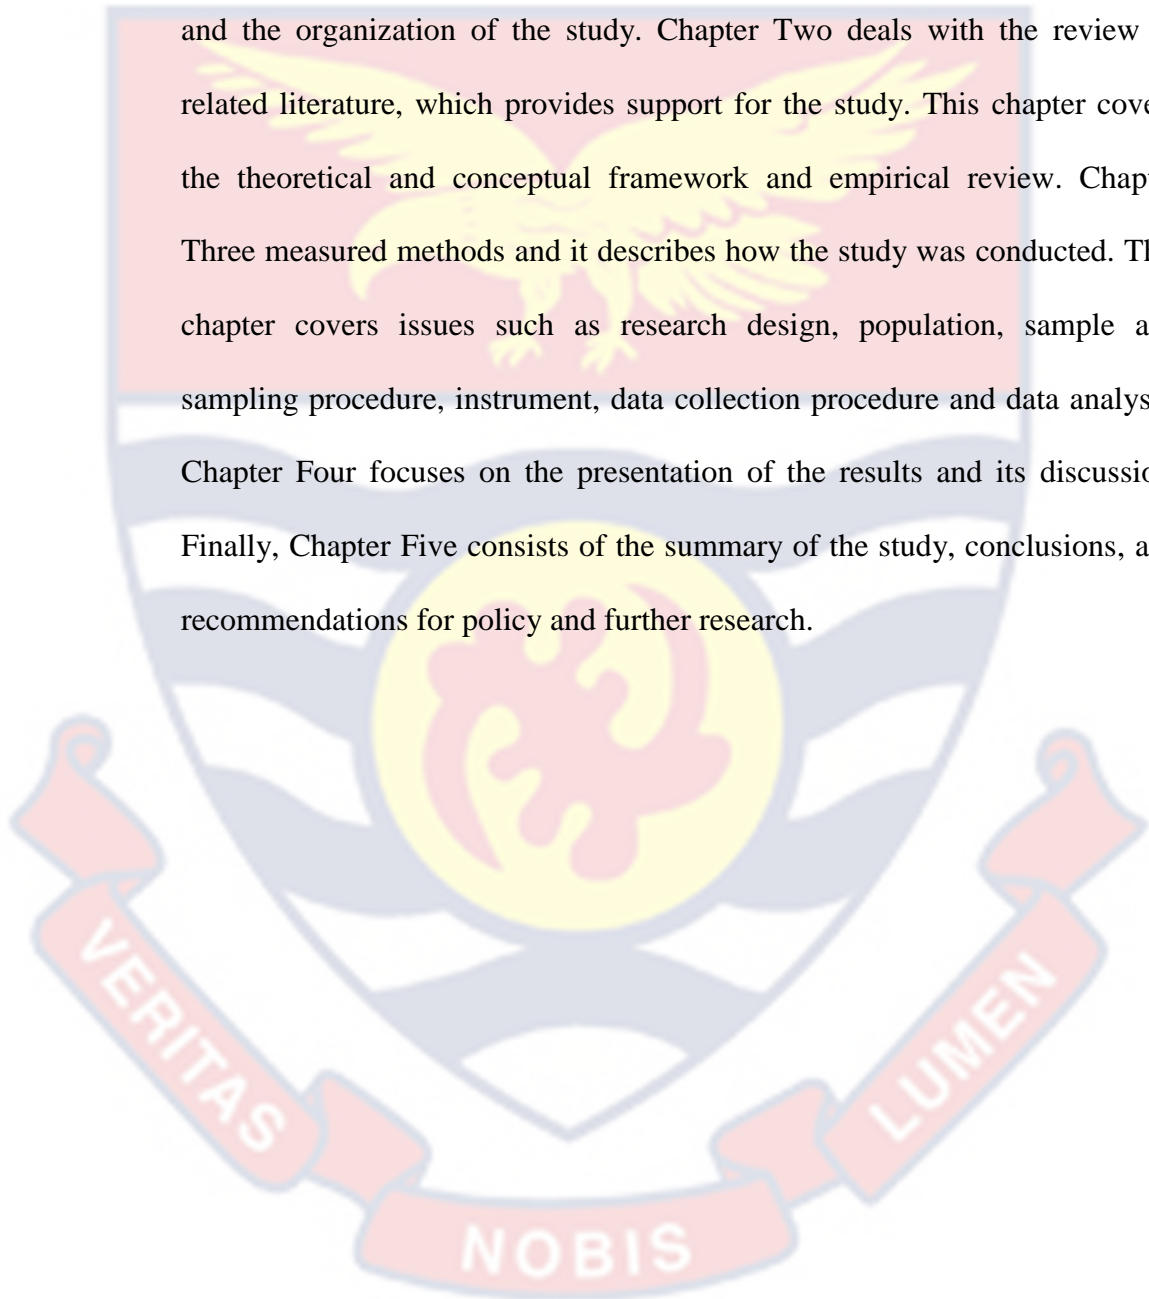 and the organization of the study. Chapter Two deals with the review
related literature, which provides support for the study. This chapter cove
the theoretical and conceptual framework and empirical review. Chapt
Three measured methods and it describes how the study was conducted. Th
chapter covers issues such as research design, population, sample a
sampling procedure, instrument, data collection procedure and data analys
Chapter Four focuses on the presentation of the results and its discussio
Finally, Chapter Five consists of the summary of the study, conclusions, a
recommendations for policy and further research.
VERITAS
NOBIS
LUMEN